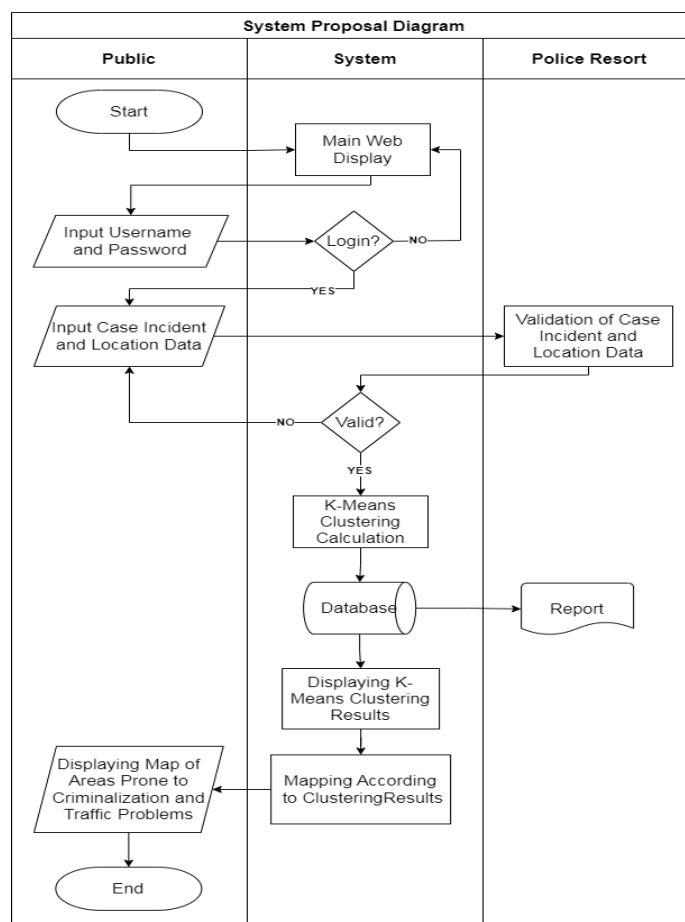 System Proposal Diagram
Public
System
Police Resort
Start
Main Web
Display
Input Username
and Password
Login?
NO
YES
Input Case Incident
and Location Data
Validation of Case
Incident and
Location Data
Valid?
NO
YES
K-Means
Clustering
Calculation
Database
Report
Displaying K-
Means Clustering
Results
Displaying Map of
Areas Prone to
Criminalization and
Traffic Problems
Mapping According
to ClusteringResults
End